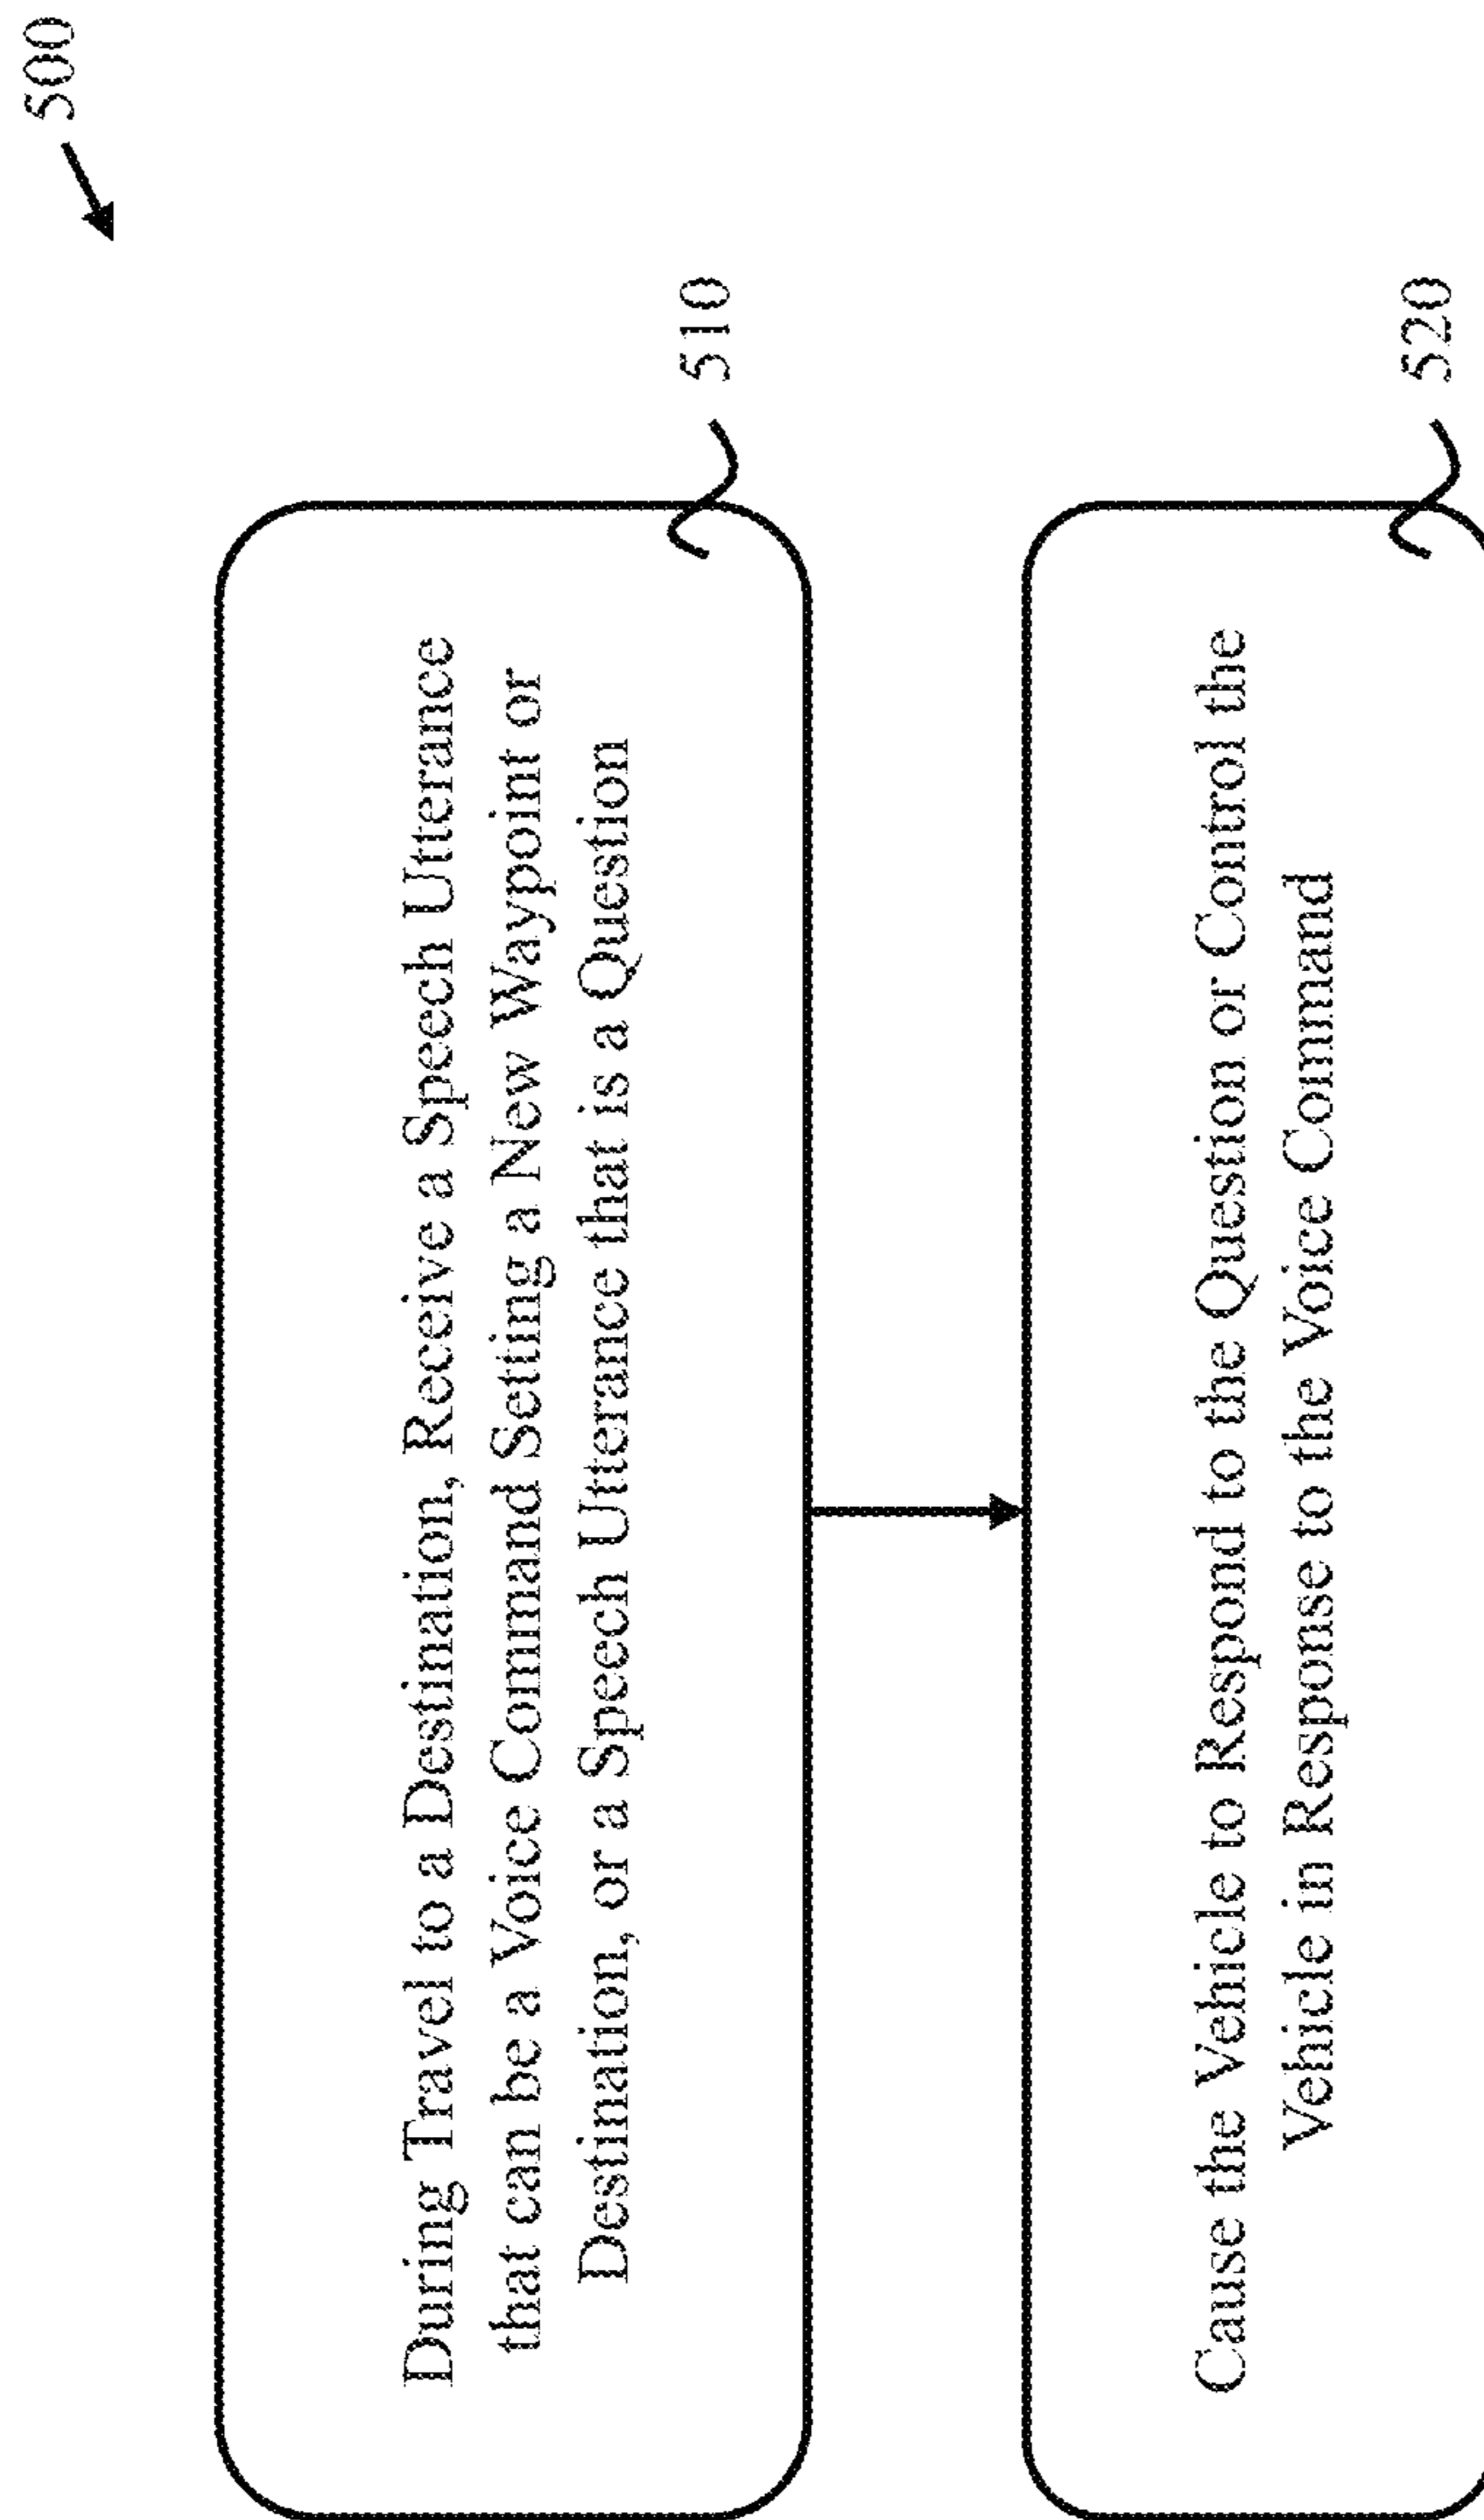 500
During Travel to a Destination, Receive a Speech Utterance
that can be a Voice Command Setting a New Waypoint or
Destination, or a Speech Utterance that is a Question
510
Cause the Vehicle to Respond to the Question or Control the
Vehicle in Response to the Voice Command
520